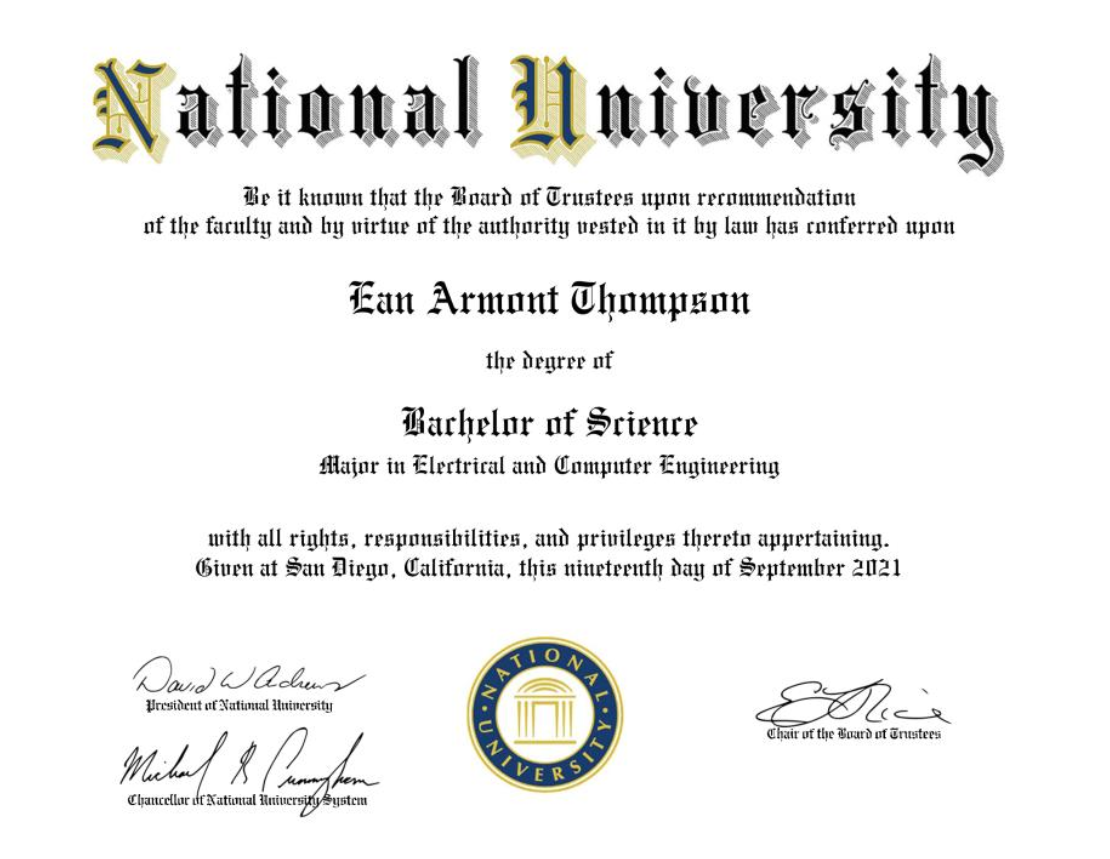 National University
Be it known that the Board of Trustees upon recommendation
of the faculty and by virtue of the authority vested in it by law has conferred upon
Ean Armont Thompson
the degree of
Bachelor of Science
Major in Electrical and Computer Engineering
with all rights, responsibilities, and privileges thereto appertaining.
Given at San Diego, California, this nineteenth day of September 2021
David W Andrews
President of National University
Michael R Cunningham
Chancellor of National University System
NATIONAL
UNIVERSITY
Chair of the Board of Trustees